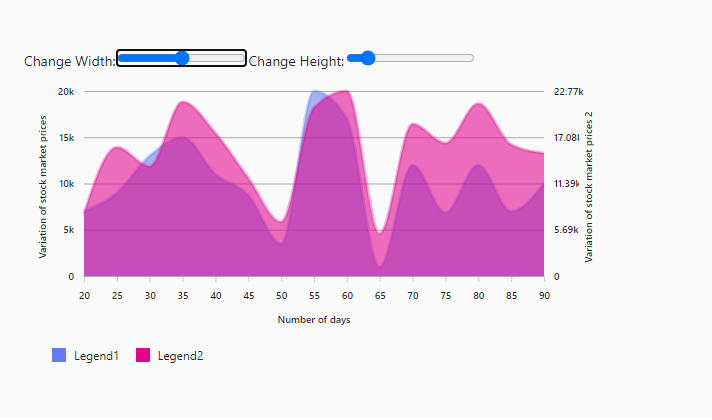 Change Width: Change Height:
20k 22.77k
15k 17.08l
10k 11.39k
5k 5.69k
0 0
Variation of stock market prices
Variation of stock market prices 2
20 25 30 35 40 45 50 55 60 65 70 75 80 85 90
Number of days
Legend1 Legend2